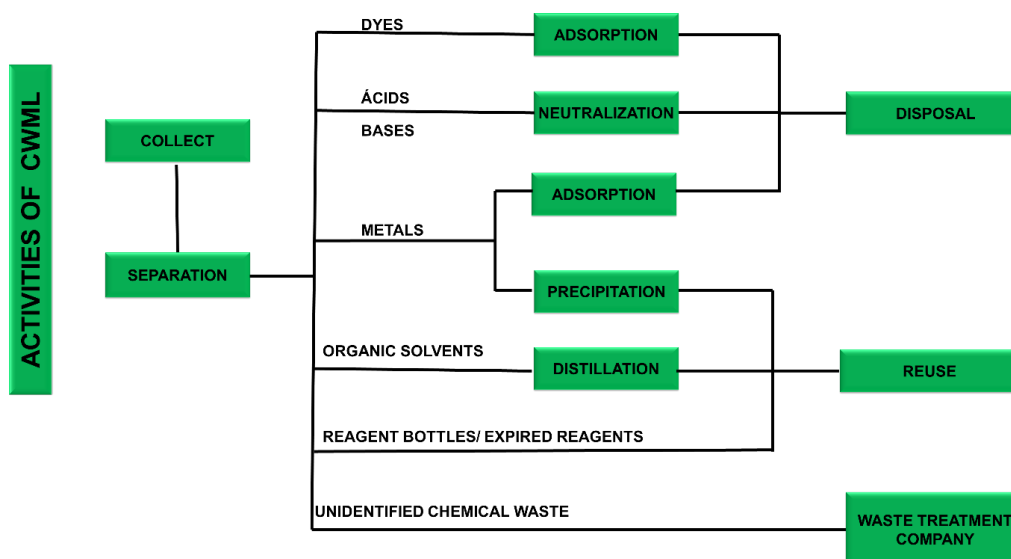 ACTIVITIES OF CWML
COLLECT
SEPARATION
DYES
ADSORPTION
ÁCIDS
BASES
NEUTRALIZATION
DISPOSAL
METALS
ADSORPTION
PRECIPITATION
ORGANIC SOLVENTS
DISTILLATION
REUSE
REAGENT BOTTLES/ EXPIRED REAGENTS
UNIDENTIFIED CHEMICAL WASTE
WASTE TREATMENT
COMPANY